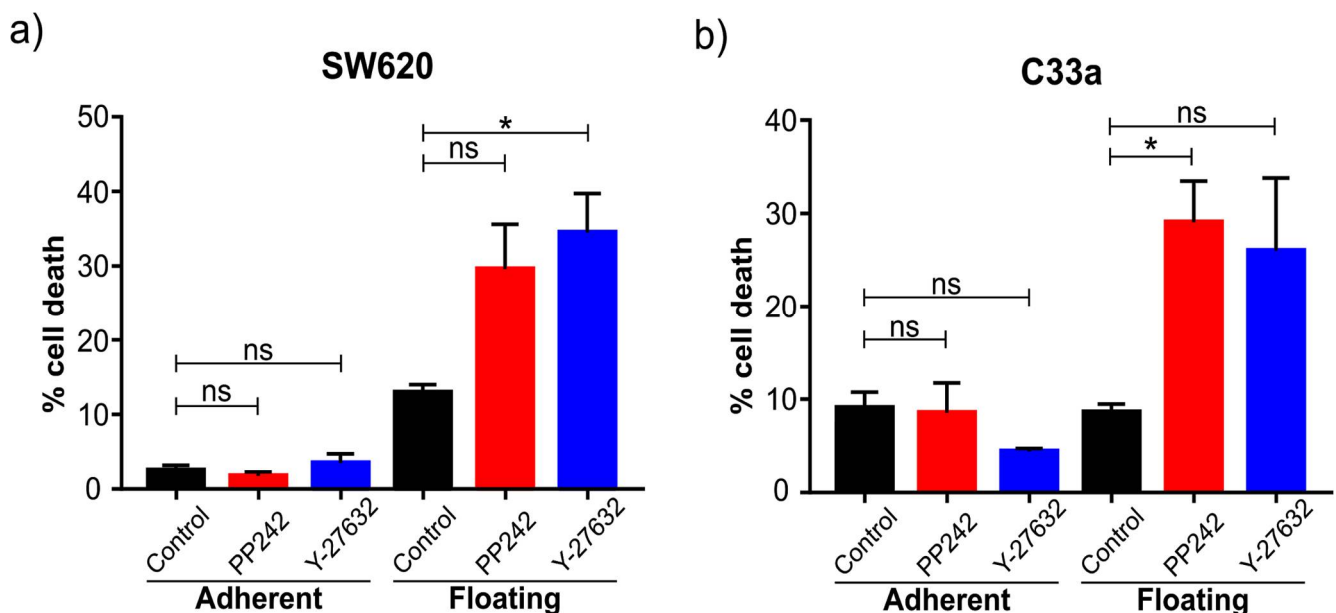 a)
SW620
% cell death
50
40
30
20
10
0
ns
ns
ns
*
Control
PP242
Y-27632
Control
PP242
Y-27632
Adherent
Floating
b)
C33a
% cell death
40
30
20
10
0
ns
ns
*
ns
Control
PP242
Y-27632
Control
PP242
Y-27632
Adherent
Floating